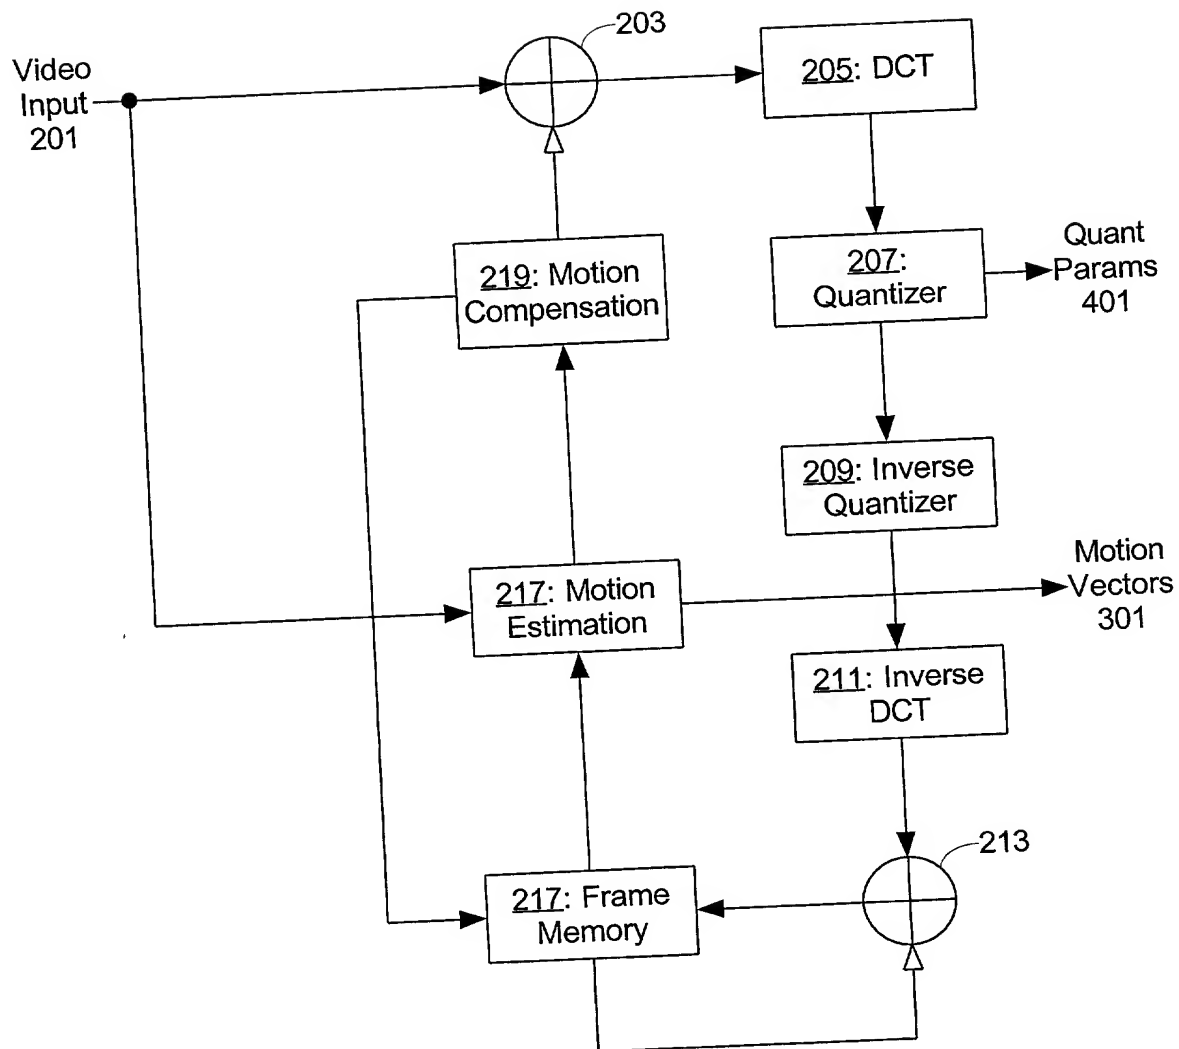 203
Video
Input
201
205: DCT
219: Motion
Compensation
207:
Quantizer
Quant
Params
401
209: Inverse
Quantizer
217: Motion
Estimation
Motion
Vectors
301
211: Inverse
DCT
213
217: Frame
Memory